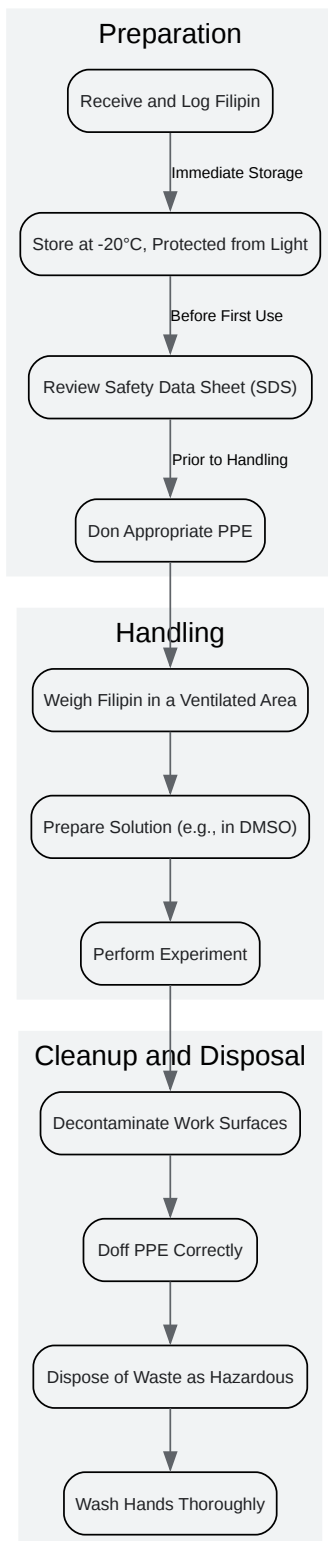 Preparation
Receive and Log Filipin
Immediate Storage
Store at -20°C, Protected from Light
Before First Use
Review Safety Data Sheet (SDS)
Prior to Handling
Don Appropriate PPE
Handling
Weigh Filipin in a Ventilated Area
Prepare Solution (e.g., in DMSO)
Perform Experiment
Cleanup and Disposal
Decontaminate Work Surfaces
Doff PPE Correctly
Dispose of Waste as Hazardous
Wash Hands Thoroughly